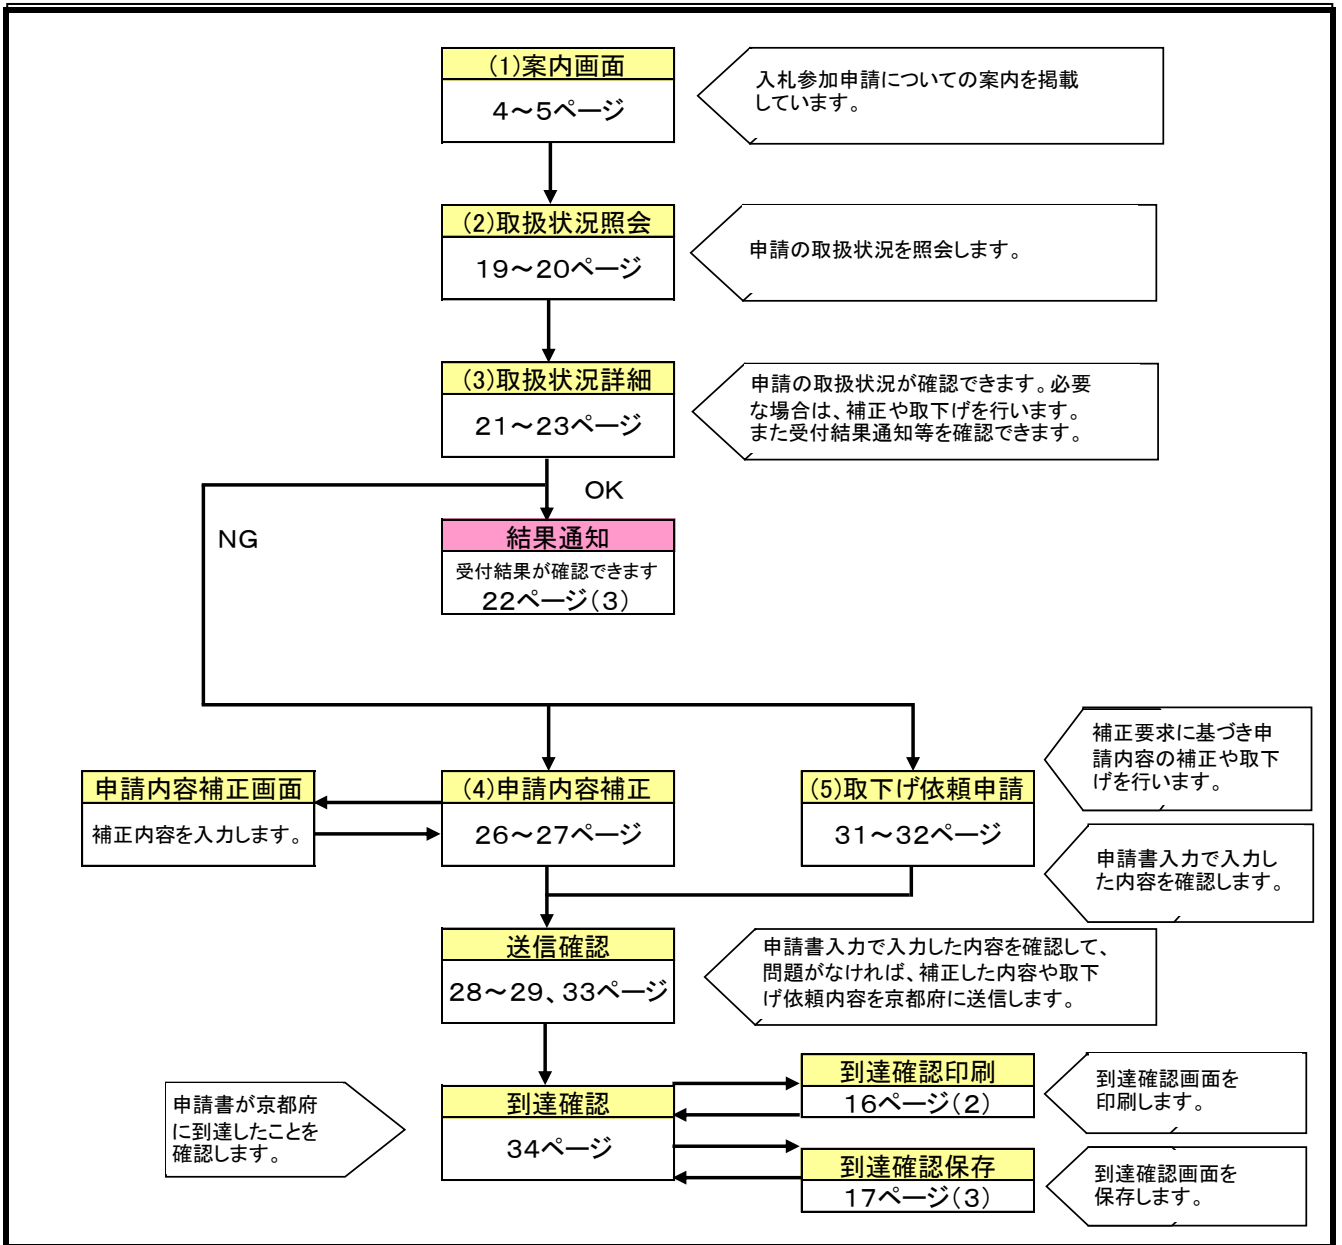 (1)案内画面
4～5ページ
入札参加申請についての案内を掲載
しています。
(2)取扱状況照会
19～20ページ
申請の取扱状況を照会します。
(3)取扱状況詳細
21～23ページ
申請の取扱状況が確認できます。必要
な場合は、補正や取下げを行います。
また受付結果通知等を確認できます。
OK
NG
結果通知
受付結果が確認できます
22ページ(3)
補正要求に基づき申
請内容の補正や取下
げを行います。
申請内容補正画面
補正内容を入力します。
(4)申請内容補正
26～27ページ
(5)取下げ依頼申請
31～32ページ
申請書入力で入力し
た内容を確認します。
送信確認
28～29、33ページ
申請書入力で入力した内容を確認して、
問題がなければ、補正した内容や取下
げ依頼内容を京都府に送信します。
申請書が京都府
に到達したことを
確認します。
到達確認
34ページ
到達確認印刷
16ページ(2)
到達確認画面を
印刷します。
到達確認保存
17ページ(3)
到達確認画面を
保存します。